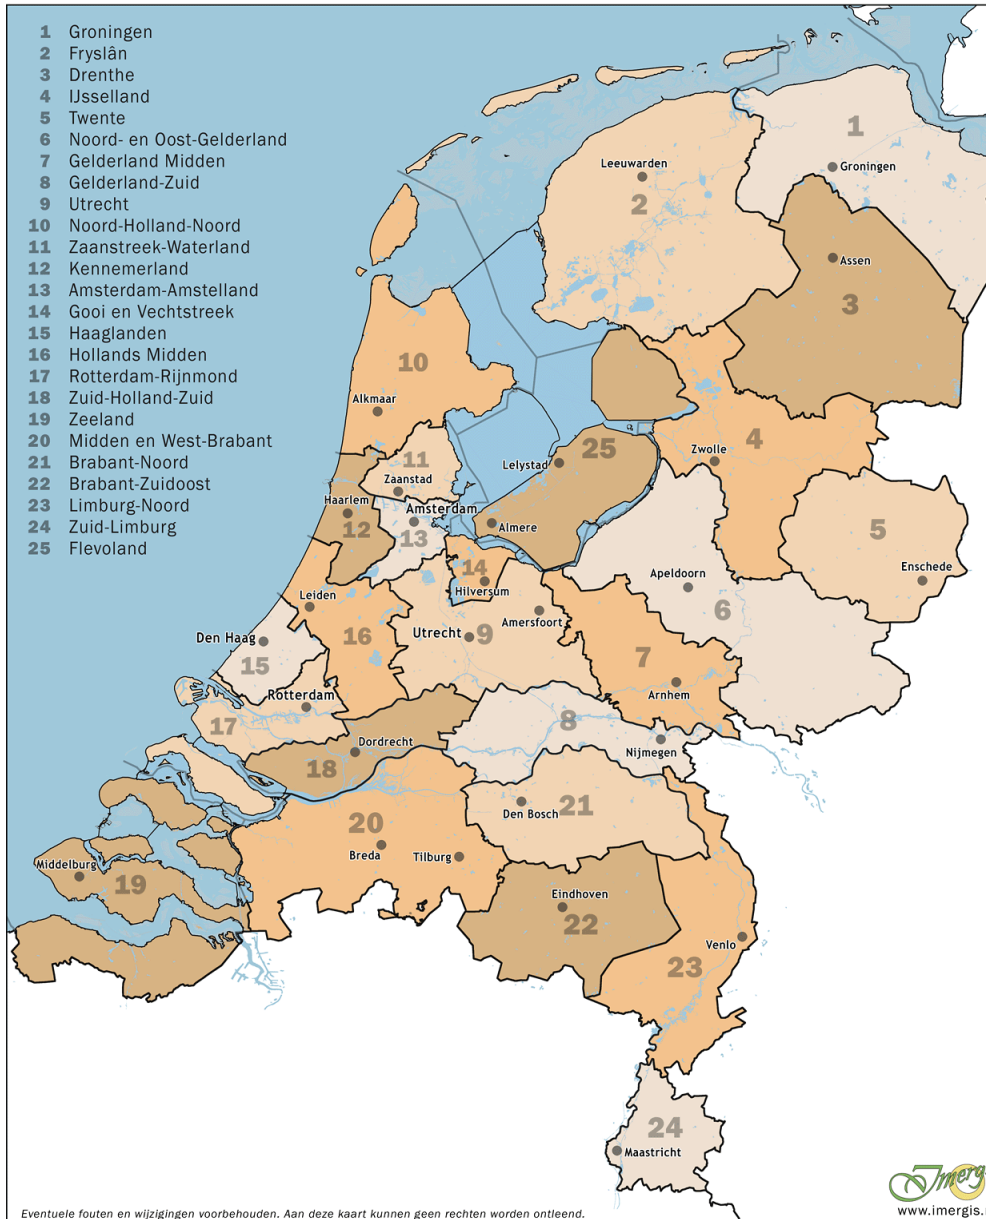 1 Groningen
2 Fryslân
3 Drenthe
4 IJsselland
5 Twente
6 Noord- en Oost-Gelderland
7 Gelderland Midden
8 Gelderland-Zuid
9 Utrecht
10 Noord-Holland-Noord
11 Zaanstreek-Waterland
12 Kennemerland
13 Amsterdam-Amstelland
14 Gooi en Vechtstreek
15 Haaglanden
16 Hollands Midden
17 Rotterdam-Rijnmond
18 Zuid-Holland-Zuid
19 Zeeland
20 Midden en West-Brabant
21 Brabant-Noord
22 Brabant-Zuidoost
23 Limburg-Noord
24 Zuid-Limburg
25 Flevoland
1
Groningen
Leeuwarden
2
Assen
3
10
Alkmaar
4
Zwolle
25
Lelystad
11
Zaanstad
Haarlem
12
Amsterdam
13
Almere
5
Enschede
14
Hilversum
Apeldoorn
6
Leiden
Amersfoort
Utrecht
9
16
Den Haag
15
7
Arnhem
Rotterdam
17
8
Nijmegen
Dordrecht
18
Den Bosch
21
20
Breda
Tilburg
Middelburg
19
Eindhoven
22
Venlo
23
24
Maastricht
Imergis
www.imergis.
Eventuele fouten en wijzigingen voorbehouden. Aan deze kaart kunnen geen rechten worden ontleend.